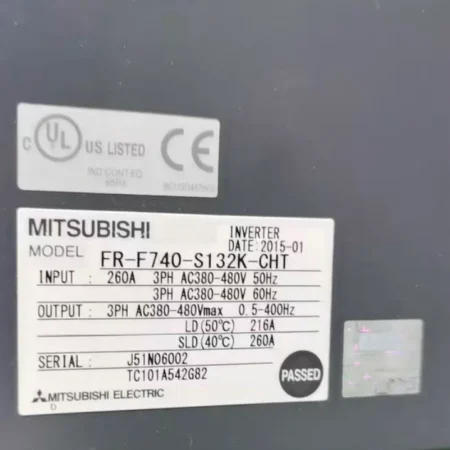 C UL US LISTED
IND.CONT.EQ.
CE
MITSUBISHI INVERTER
DATE:2015-01
MODEL FR-F740-S132K-CHT
INPUT : 260A 3PH AC380-480V 50Hz
3PH AC380-480V 60Hz
OUTPUT : 3PH AC380-480Vmax 0.5-400Hz
LD(50°C) 216A
SLD(40°C) 260A
SERIAL : J51N06002
TC101A542G82
PASSED
MITSUBISHI ELECTRIC